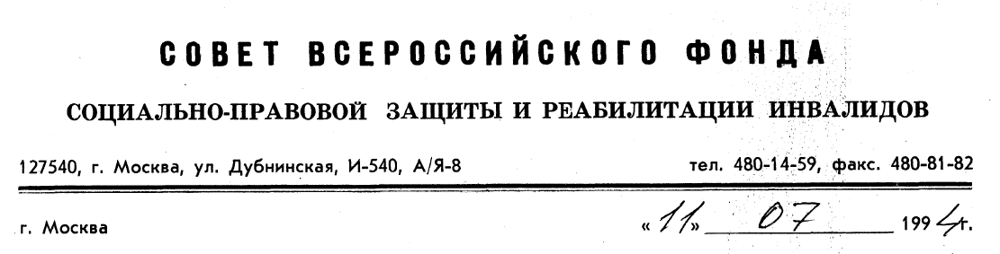 СОВЕТ ВСЕРОССИЙСКОГО ФОНДА
СОЦИАЛЬНО-ПРАВОВОЙ ЗАЩИТЫ И РЕАБИЛИТАЦИИ ИНВАЛИДОВ
127540, г. Москва, ул. Дубнинская, И-540, А/Я-8 тел. 480-14-59, факс. 480-81-82
г. Москва «11» 07 1994г.